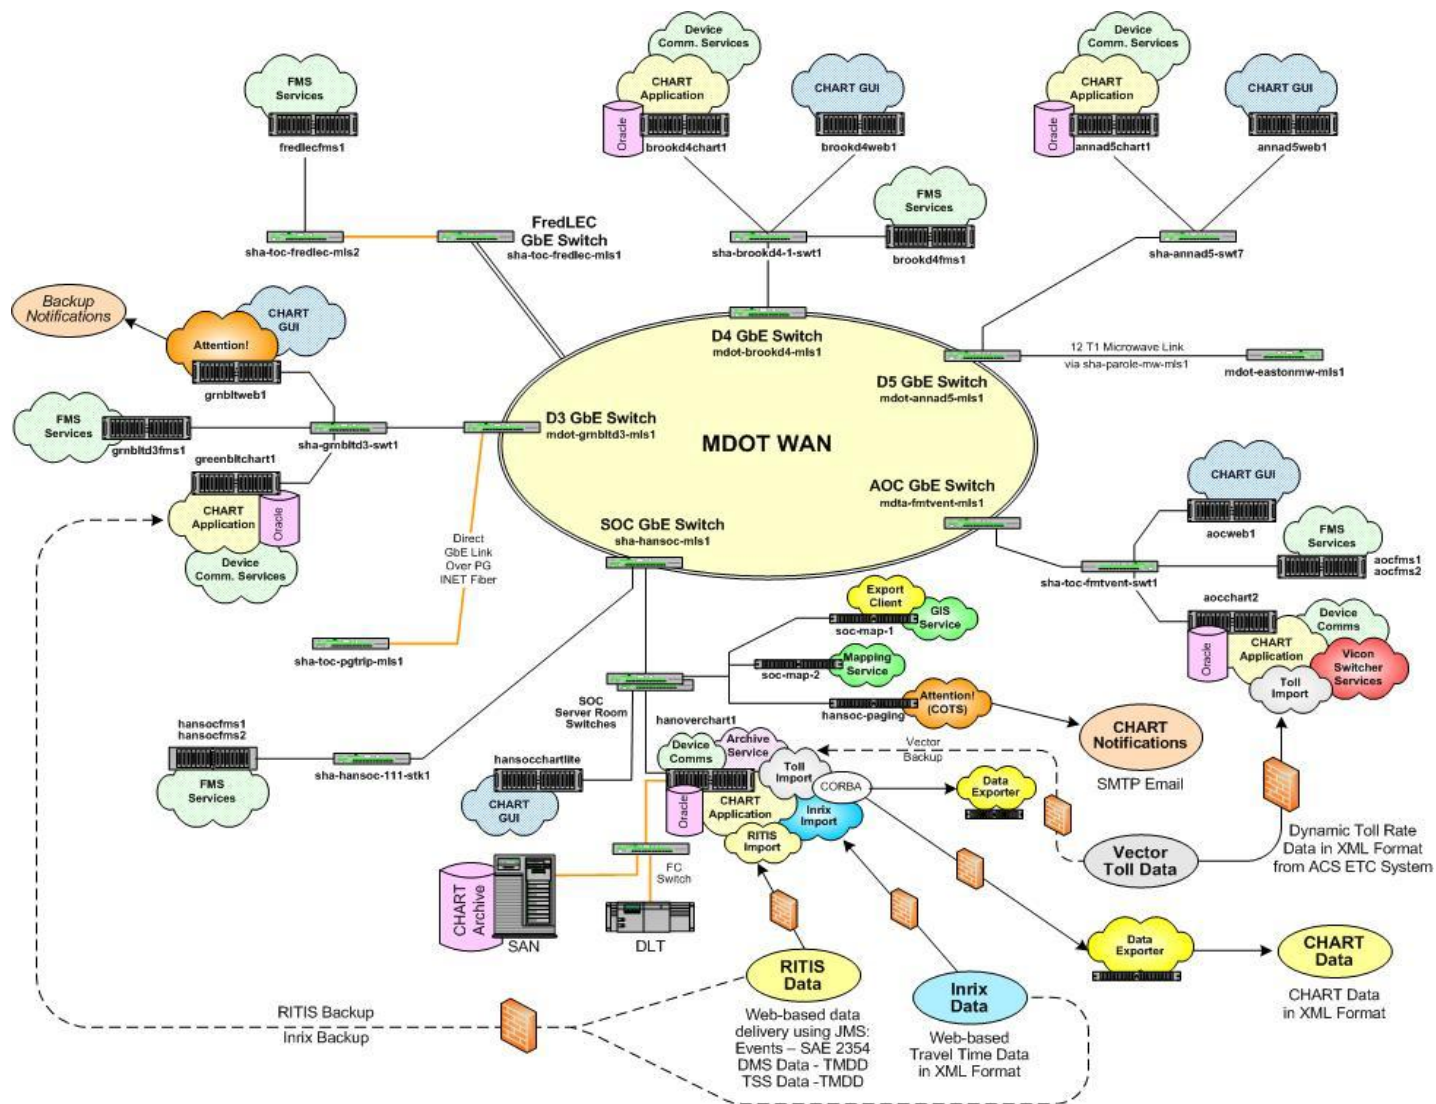 Device
Comm. Services
CHART
Application
Oracle
brookd4chart1
CHART GUI
brookd4web1
Device
Comm. Services
CHART
Application
Oracle
annad5chart1
CHART GUI
annad5web1
FMS
Services
fredlecfms1
sha-toc-fredlec-mls2
FredLEC
GbE Switch
sha-toc-fredlec-mls1
sha-brookd4-1-swt1
FMS
Services
brookd4fms1
sha-annad5-swt7
Backup
Notifications
CHART
GUI
Attention!
grnbltweb1
D4 GbE Switch
mdot-brookd4-mls1
12 T1 Microwave Link
via sha-parole-mw-mls1
mdot-eastonmw-mls1
D5 GbE Switch
mdot-annad5-mls1
FMS
Services
grnbltd3fms1
sha-grnbltd3-swt1
D3 GbE Switch
mdot-grnbltd3-mls1
MDOT WAN
greenbltchart1
CHART
Application
Oracle
Device
Comm. Services
AOC GbE Switch
mdta-fmtvent-mls1
SOC GbE Switch
sha-hansoc-mls1
CHART GUI
aocweb1
FMS
Services
aocfms1
aocfms2
sha-toc-fmtvent-swt1
Direct
GbE Link
Over PG
INET Fiber
sha-toc-pgtrip-mls1
aocchart2
Oracle
Device
Comms
CHART
Application
Vicon
Switcher
Services
Toll
Import
Export
Client
GIS
Service
soc-map-1
Mapping
Service
soc-map-2
Attention!
(COTS)
hansoc-paging
CHART
Notifications
SMTP Email
SOC
Server Room
Switches
hansocfms1
hansocfms2
FMS
Services
sha-hansoc-111-stk1
hansocchartlite
CHART
GUI
hanoverchart1
Device
Comms
Archive
Service
Toll
Import
CORBA
Oracle
CHART
Application
Inrix
Import
RITIS
Import
Vector
Backup
Data
Exporter
Vector
Toll Data
Dynamic Toll Rate
Data in XML Format
from ACS ETC System
FC
Switch
CHART
Archive
SAN
DLT
RITIS
Data
Web-based data
delivery using JMS:
Events – SAE 2354
DMS Data - TMDD
TSS Data -TMDD
Inrix
Data
Web-based
Travel Time Data
in XML Format
Data
Exporter
CHART
Data
CHART Data
in XML Format
RITIS Backup
Inrix Backup